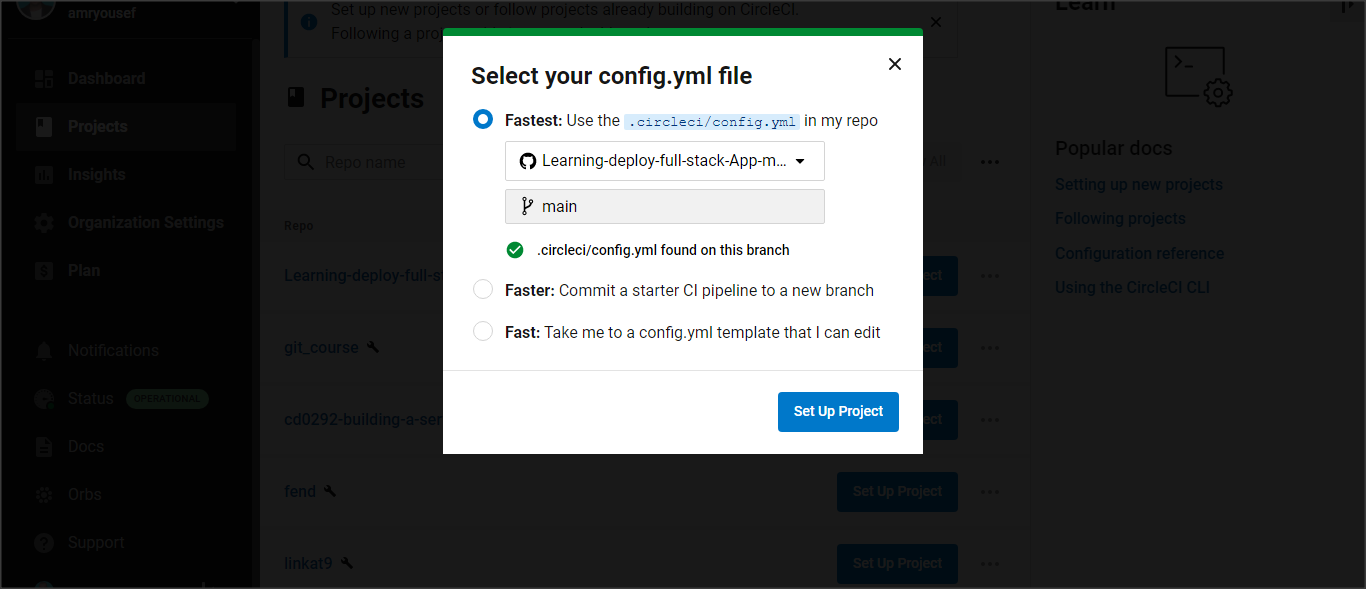 amryousef
Dashboard
Projects
Insights
Organization Settings
Plan
Notifications
Status OPERATIONAL
Docs
Orbs
Support
Set up new projects or follow projects already building on CircleCI.
Following a pro
Projects
Repo name
All
Repo
Learning-deploy-full-s
ect
git_course
ect
cd0292-building-a-ser
ect
fend
Set Up Project
linkat9
Set Up Project
Select your config.yml file
Fastest: Use the .circleci/config.yml in my repo
Learning-deploy-full-stack-App-m...
main
.circleci/config.yml found on this branch
Faster: Commit a starter CI pipeline to a new branch
Fast: Take me to a config.yml template that I can edit
Set Up Project
Learn
Popular docs
Setting up new projects
Following projects
Configuration reference
Using the CircleCI CLI